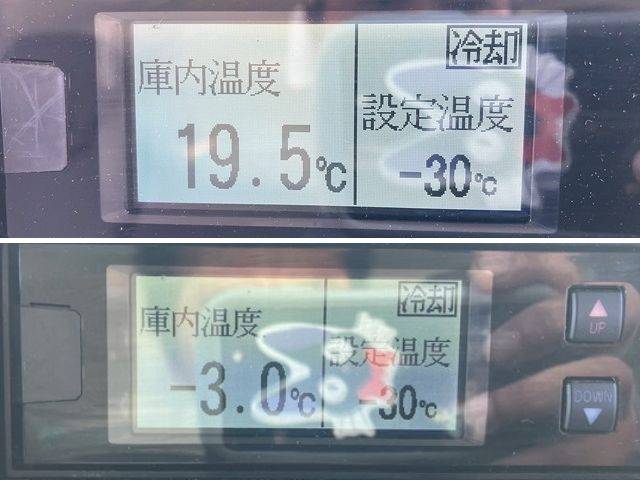 冷却
庫内温度
設定温度
19.5℃
-30℃
冷却
庫内温度
設定温度
-3.0℃
-30℃
UP
DOWN